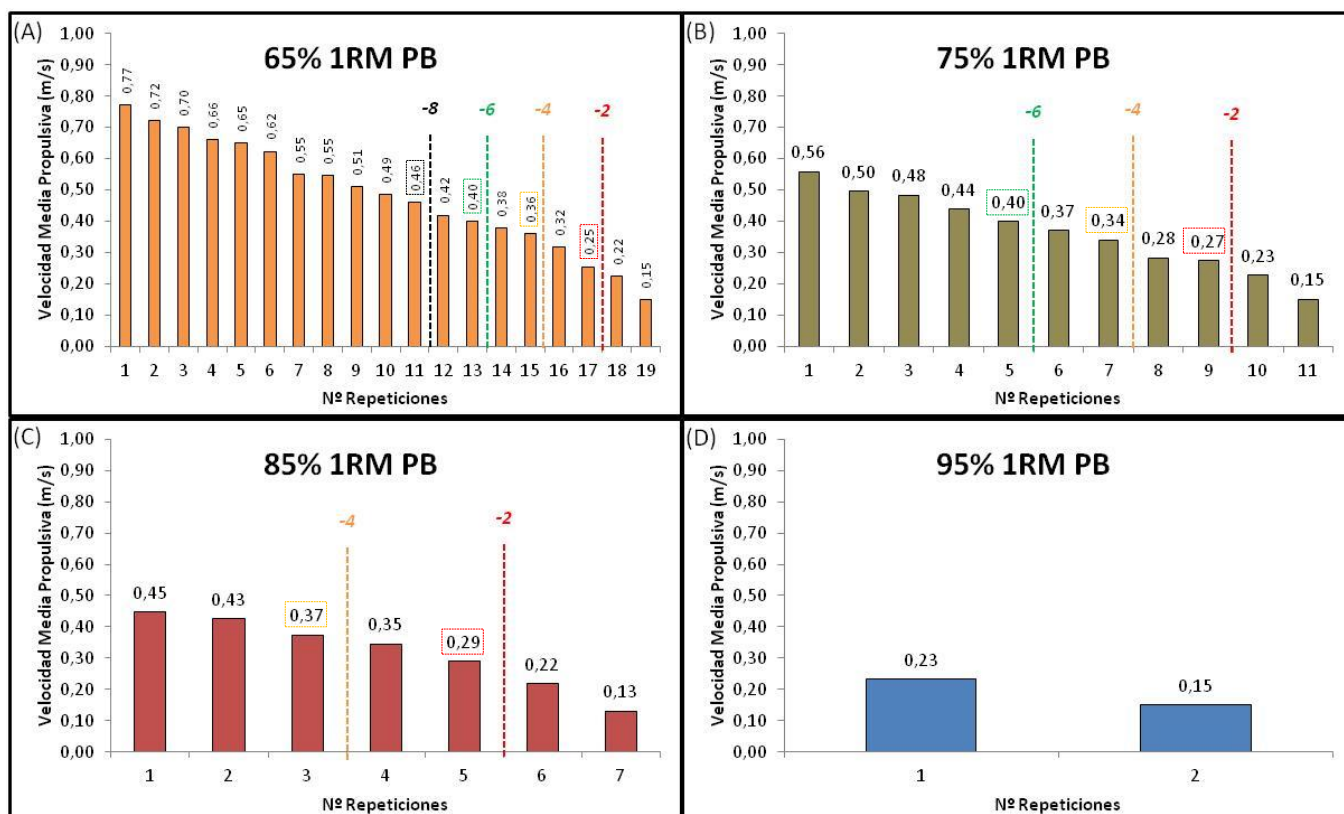 (A)
65% 1RM PB
Velocidad Media Propulsiva (m/s)
1,00
0,90
0,80
0,70
0,60
0,50
0,40
0,30
0,20
0,10
0,00
0,77
0,72
0,70
0,66
0,65
0,62
0,55
0,55
0,51
0,49
0,46
0,42
0,40
0,38
0,36
0,32
0,25
0,22
0,15
-8 -6 -4 -2
1 2 3 4 5 6 7 8 9 10 11 12 13 14 15 16 17 18 19
Nº Repeticiones
(B)
75% 1RM PB
Velocidad Media Propulsiva (m/s)
1,00
0,90
0,80
0,70
0,60
0,50
0,40
0,30
0,20
0,10
0,00
-6 -4 -2
0,56 0,50 0,48 0,44 0,40 0,37 0,34 0,28 0,27 0,23 0,15
1 2 3 4 5 6 7 8 9 10 11
Nº Repeticiones
(C)
85% 1RM PB
Velocidad Media Propulsiva (m/s)
1,00
0,90
0,80
0,70
0,60
0,50
0,40
0,30
0,20
0,10
0,00
-4 -2
0,45 0,43 0,37 0,35 0,29 0,22 0,13
1 2 3 4 5 6 7
Nº Repeticiones
(D)
95% 1RM PB
Velocidad Media Propulsiva (m/s)
1,00
0,90
0,80
0,70
0,60
0,50
0,40
0,30
0,20
0,10
0,00
0,23 0,15
1 2
Nº Repeticiones